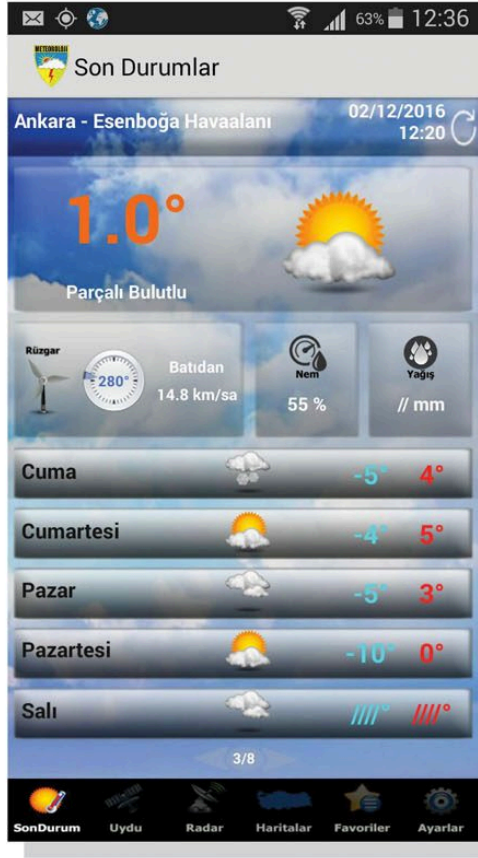 63% 12:36
METEOROLOJİ
Son Durumlar
Ankara - Esenboğa Havaalanı
02/12/2016
12:20
1.0°
Parçalı Bulutlu
Rüzgar
280°
Batıdan
14.8 km/sa
Nem
55 %
Yağış
// mm
Cuma -5° 4°
Cumartesi -4° 5°
Pazar -5° 3°
Pazartesi -10° 0°
Salı ////° ////°
3/8
SonDurum Uydu Radar Haritalar Favoriler Ayarlar